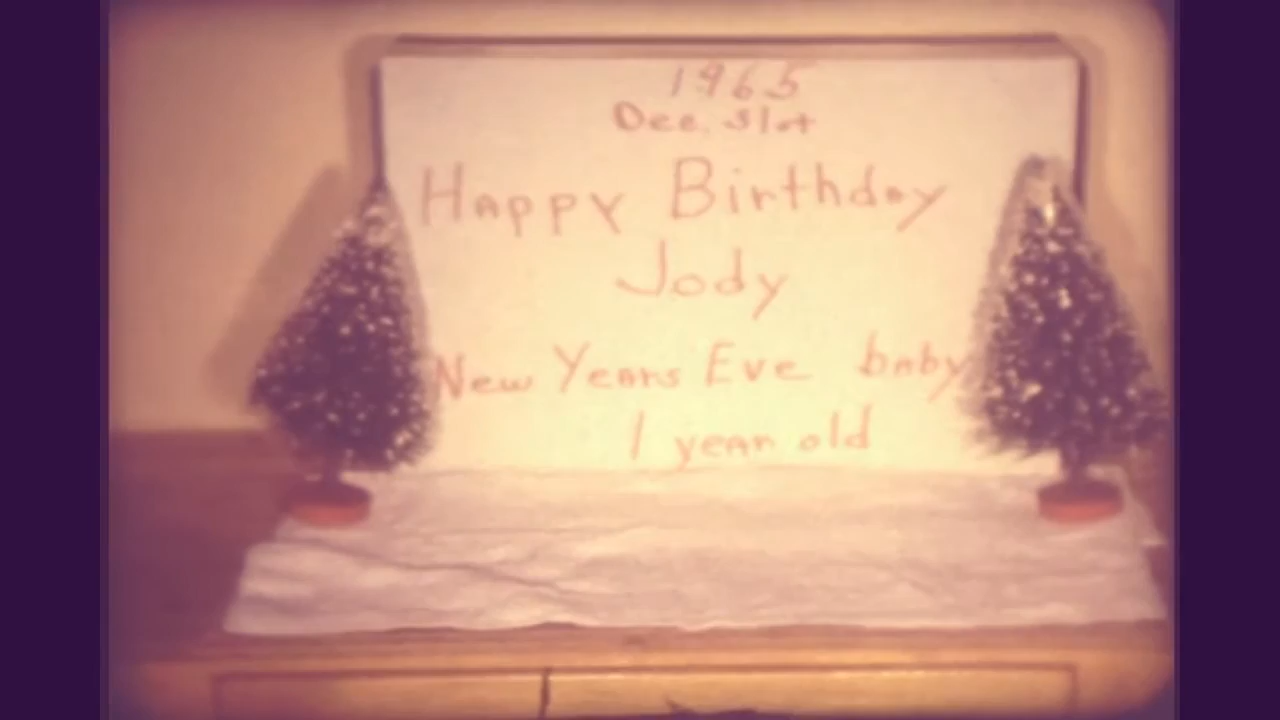 1965
Dec. 31st
Happy Birthday
Jody
New Years Eve baby
1 year old